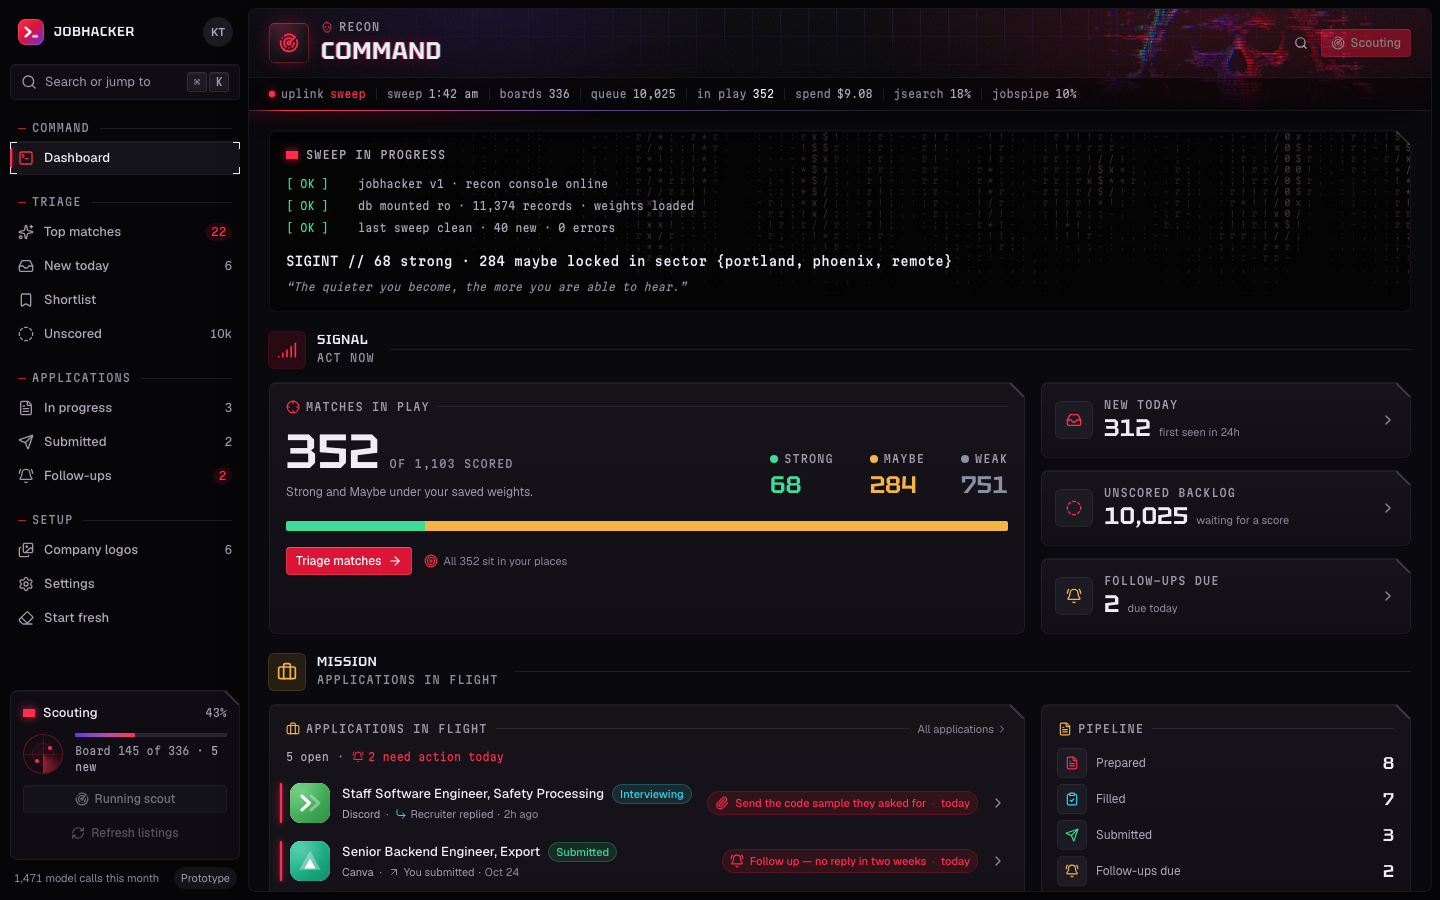 JOBHACKER
KT
Search or jump to
⌘ K
COMMAND
Dashboard
TRIAGE
Top matches 22
New today 6
Shortlist
Unscored 10k
APPLICATIONS
In progress 3
Submitted 2
Follow-ups 2
SETUP
Company logos 6
Settings
Start fresh
Scouting 43%
Board 145 of 336 · 5
new
Running scout
Refresh listings
1,471 model calls this month
Prototype
RECON
COMMAND
Scouting
uplink sweep
sweep 1:42 am
boards 336
queue 10,025
in play 352
spend $9.08
jsearch 18%
jobspipe 10%
SWEEP IN PROGRESS
[ OK ] jobhacker v1 · recon console online
[ OK ] db mounted ro · 11,374 records · weights loaded
[ OK ] last sweep clean · 40 new · 0 errors
SIGINT // 68 strong · 284 maybe locked in sector {portland, phoenix, remote}
“The quieter you become, the more you are able to hear.”
SIGNAL
ACT NOW
MATCHES IN PLAY
352 OF 1,103 SCORED
Strong and Maybe under your saved weights.
STRONG
68
MAYBE
284
WEAK
751
Triage matches
All 352 sit in your places
NEW TODAY
312 first seen in 24h
UNSCORED BACKLOG
10,025 waiting for a score
FOLLOW-UPS DUE
2 due today
MISSION
APPLICATIONS IN FLIGHT
APPLICATIONS IN FLIGHT
All applications
5 open · 2 need action today
Staff Software Engineer, Safety Processing Interviewing
Discord · Recruiter replied · 2h ago
Send the code sample they asked for · today
Senior Backend Engineer, Export Submitted
Canva · You submitted · Oct 24
Follow up — no reply in two weeks · today
PIPELINE
Prepared 8
Filled 7
Submitted 3
Follow-ups due 2